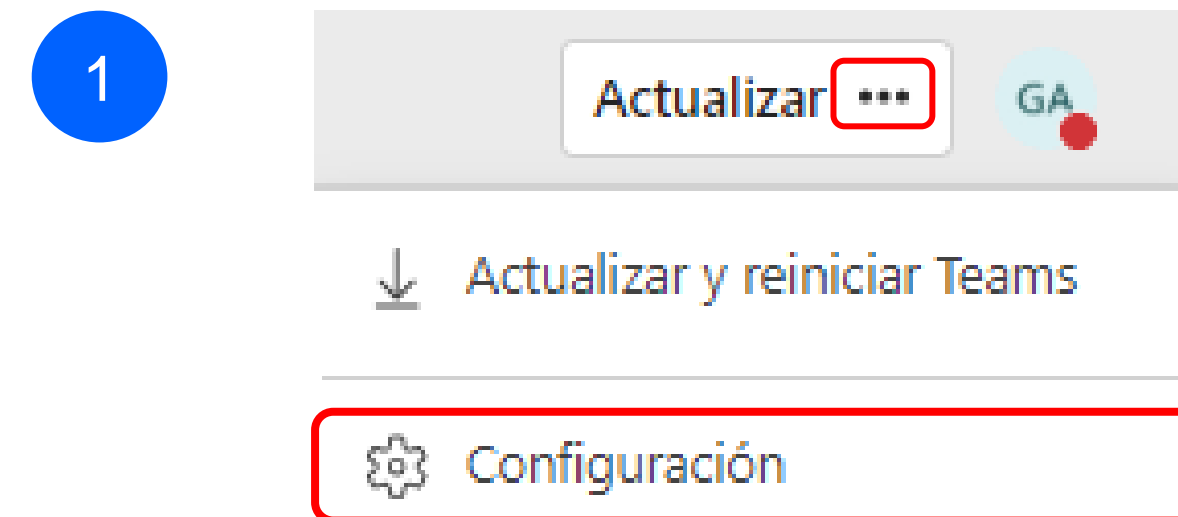 1
Actualizar ···
GA
Actualizar y reiniciar Teams
Configuración